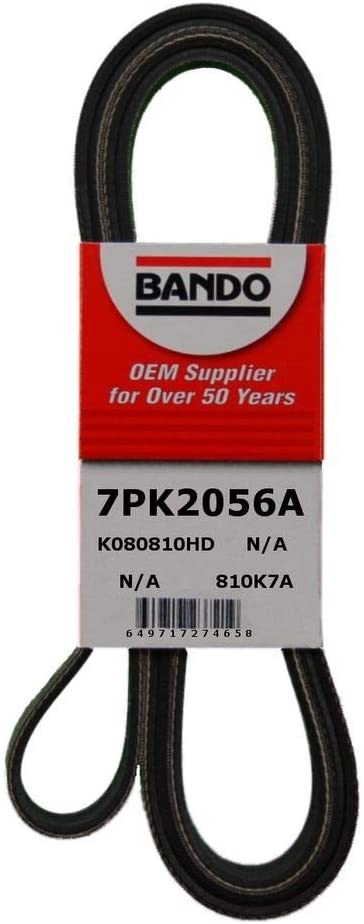 BANDO
OEM Supplier
for Over 50 Years
7PK2056A
K080810HD N/A
N/A 810K7A
649717274658